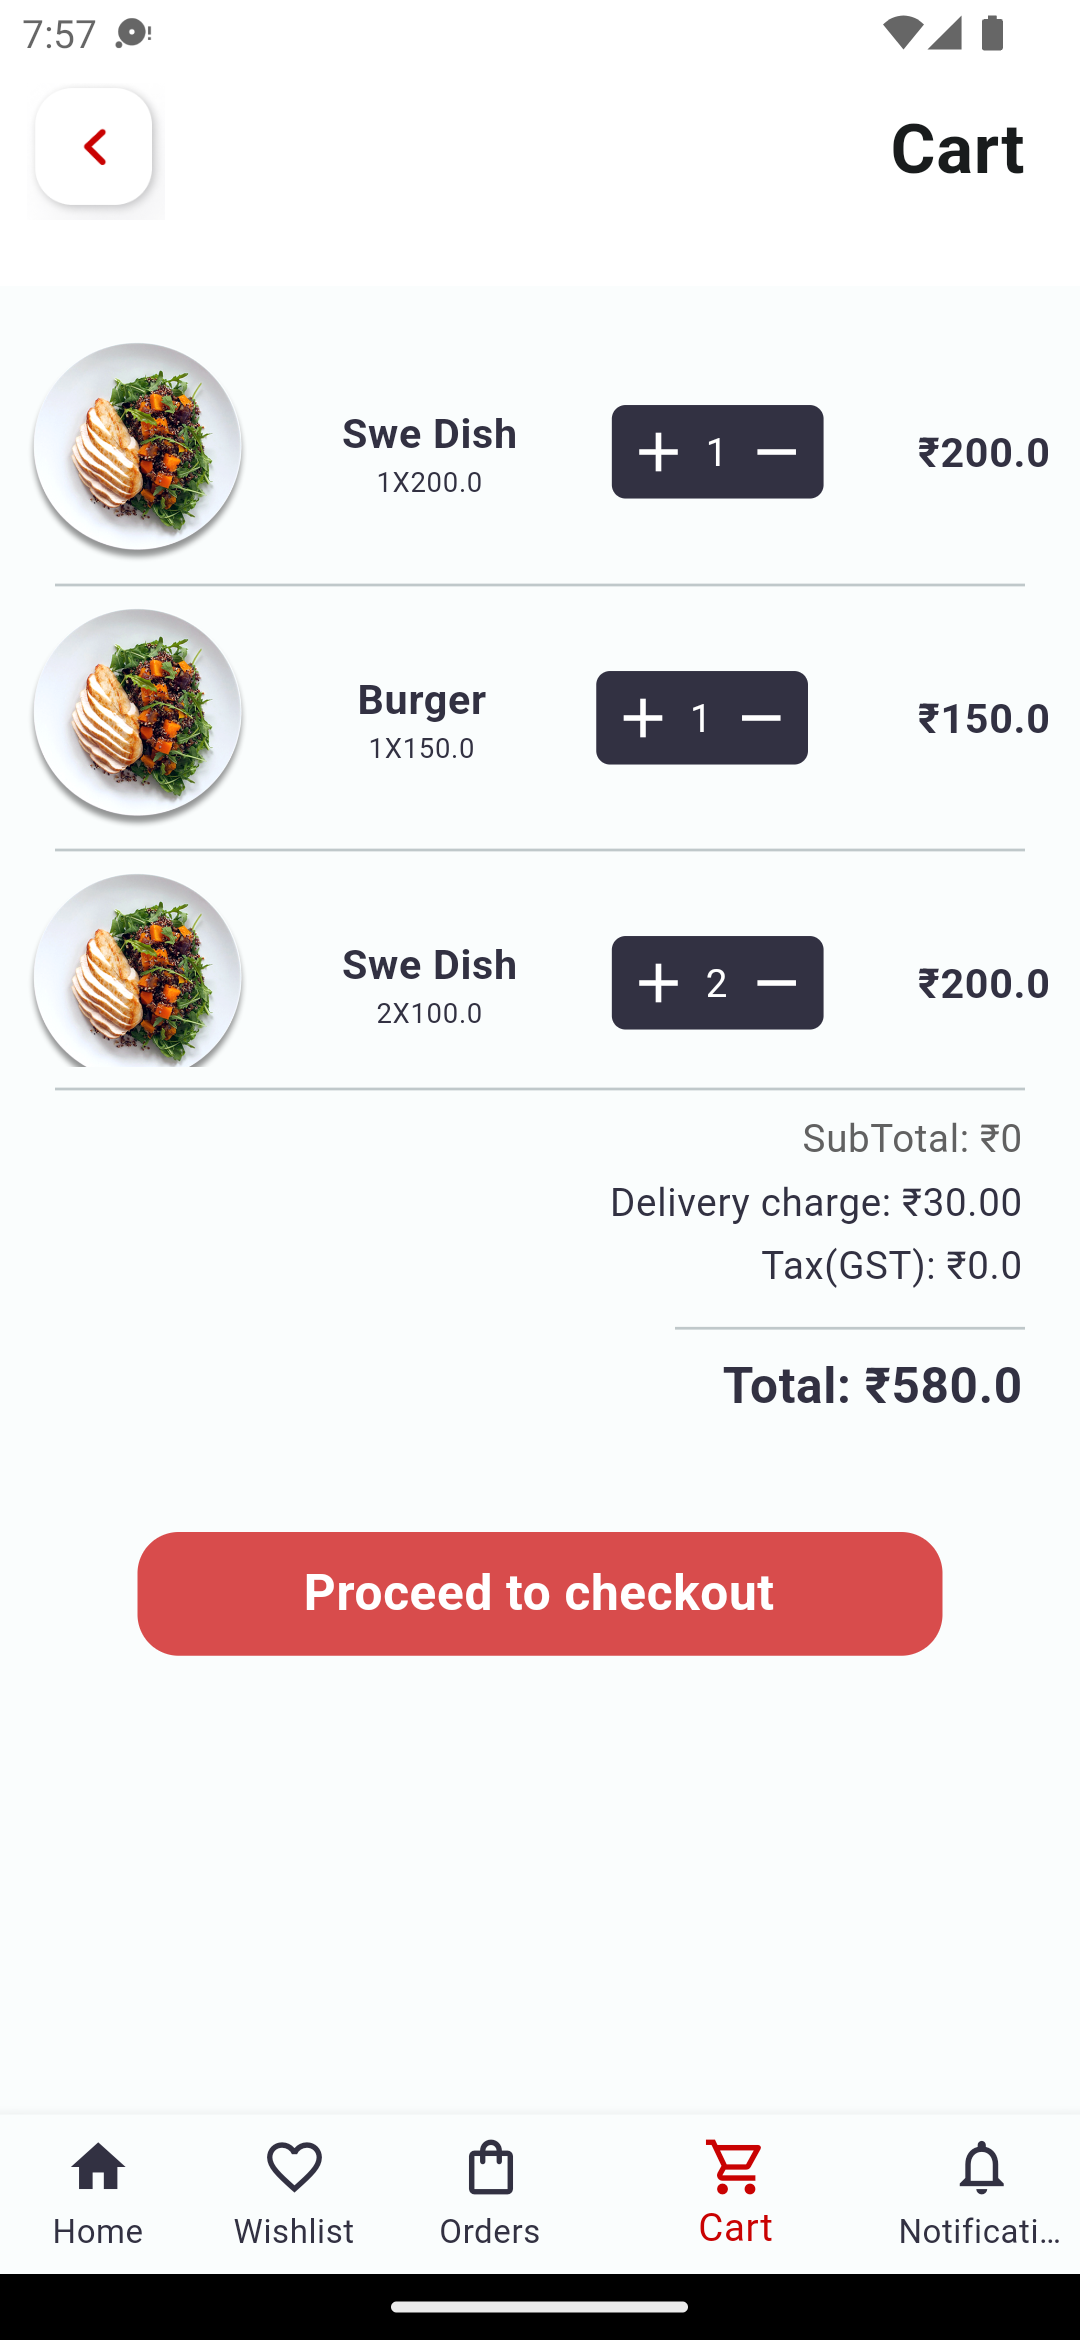 7:57
Cart
Swe Dish
1X200.0
1
₹200.0
Burger
1X150.0
1
₹150.0
Swe Dish
2X100.0
2
₹200.0
SubTotal: ₹0
Delivery charge: ₹30.00
Tax(GST): ₹0.0
Total: ₹580.0
Proceed to checkout
Home Wishlist Orders Cart Notificati...